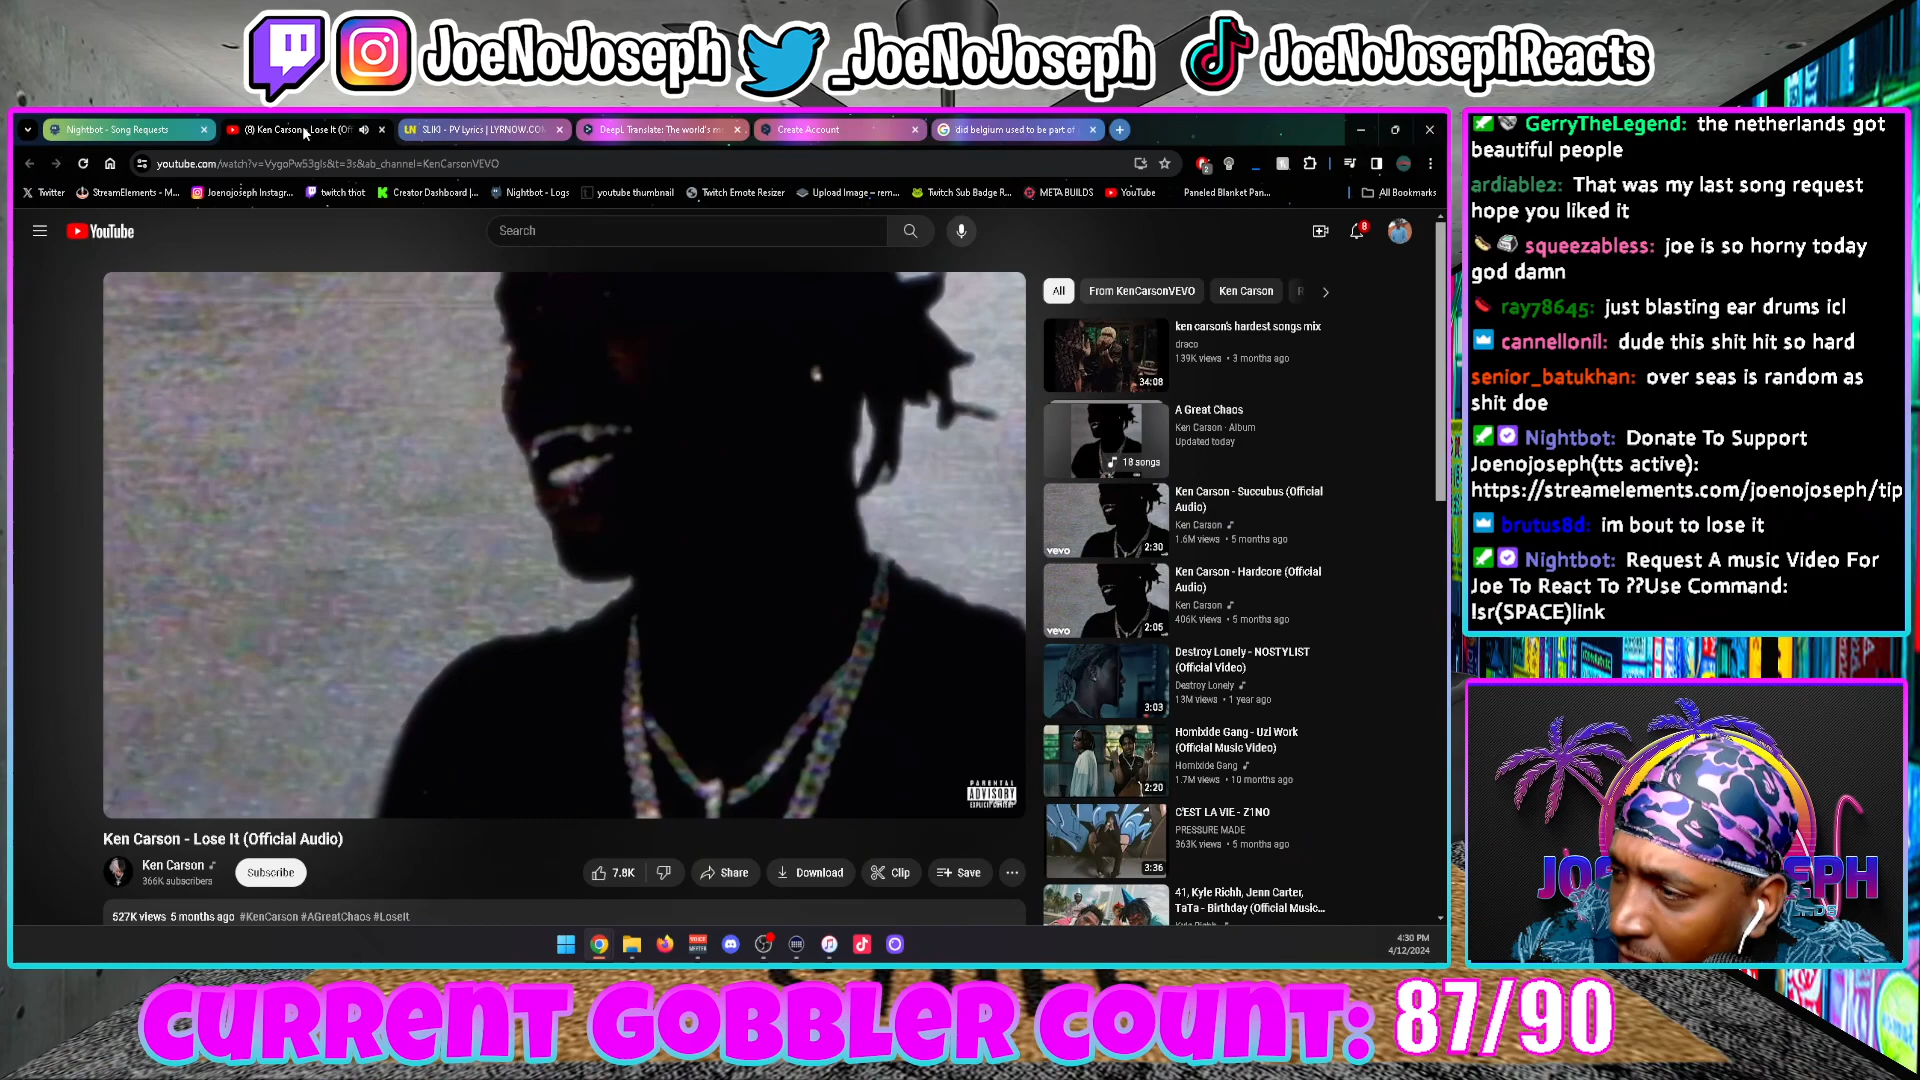 JoeNoJoseph
_JoeNoJoseph
JoeNoJosephReacts
Nightbot - Song Requests
(8) Ken Carson - Lose It (Of
SLIKI - PV Lyrics | LYRNOW.COM
DeepL Translate: The world's mo
Create Account
did belgium used to be part of
youtube.com/watch?v=VygoPw53gls&t=3s&ab_channel=KenCarsonVEVO
Twitter
StreamElements - M...
Joenojoseph Instagr...
twitch thot
Creator Dashboard |...
Nightbot - Logs
youtube thumbnail
Twitch Emote Resizer
Upload Image – rem...
Twitch Sub Badge R...
META BUILDS
YouTube
Paneled Blanket Pan...
All Bookmarks
YouTube
Search
8
All
From KenCarsonVEVO
Ken Carson
ken carson's hardest songs mix
draco
139K views • 3 months ago
34:08
A Great Chaos
Ken Carson · Album
Updated today
18 songs
Ken Carson - Succubus (Official
Audio)
Ken Carson
1.6M views • 5 months ago
vevo
2:30
Ken Carson - Hardcore (Official
Audio)
Ken Carson
406K views • 5 months ago
vevo
2:05
Destroy Lonely - NOSTYLIST
(Official Video)
Destroy Lonely
13M views • 1 year ago
3:03
Homixide Gang - Uzi Work
(Official Music Video)
Homixide Gang
1.7M views • 10 months ago
2:20
C'EST LA VIE - Z1NO
PRESSURE MADE
363K views • 5 months ago
3:36
41, Kyle Richh, Jenn Carter,
TaTa - Birthday (Official Music...
PARENTAL
ADVISORY
EXPLICIT CONTENT
Ken Carson - Lose It (Official Audio)
Ken Carson
366K subscribers
Subscribe
7.8K
Share
Download
Clip
Save
527K views 5 months ago #KenCarson #AGreatChaos #LoseIt
4:30 PM
4/12/2024
GerryTheLegend: the netherlands got
beautiful people
ardiable2: That was my last song request
hope you liked it
squeezabless: joe is so horny today
god damn
ray78645: just blasting ear drums icl
cannellonil: dude this shit hit so hard
senior_batukhan: over seas is random as
shit doe
Nightbot: Donate To Support
Joenojoseph(tts active):
https://streamelements.com/joenojoseph/tip
brutus8d: im bout to lose it
Nightbot: Request A music Video For
Joe To React To ??Use Command:
!sr(SPACE)link
CURRENT GOBBLER COUNT: 87/90